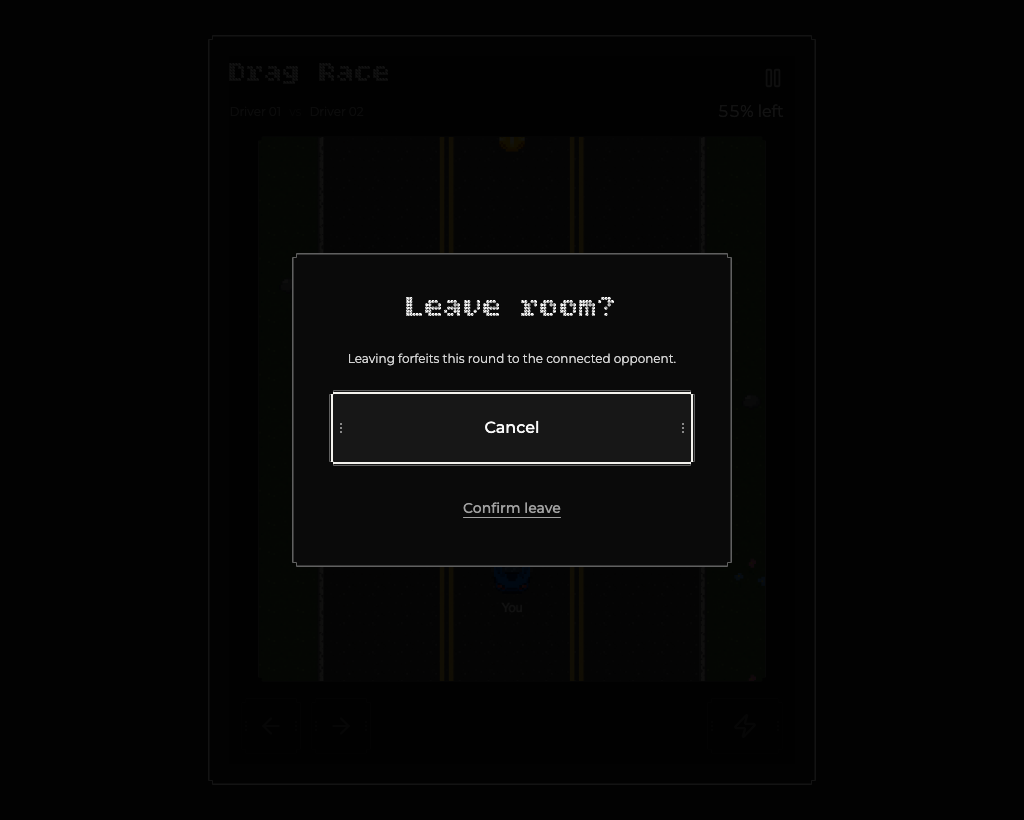 Drag Race
Driver 01 vs Driver 02
55% left
Leave room?
Leaving forfeits this round to the connected opponent.
Cancel
Confirm leave
You